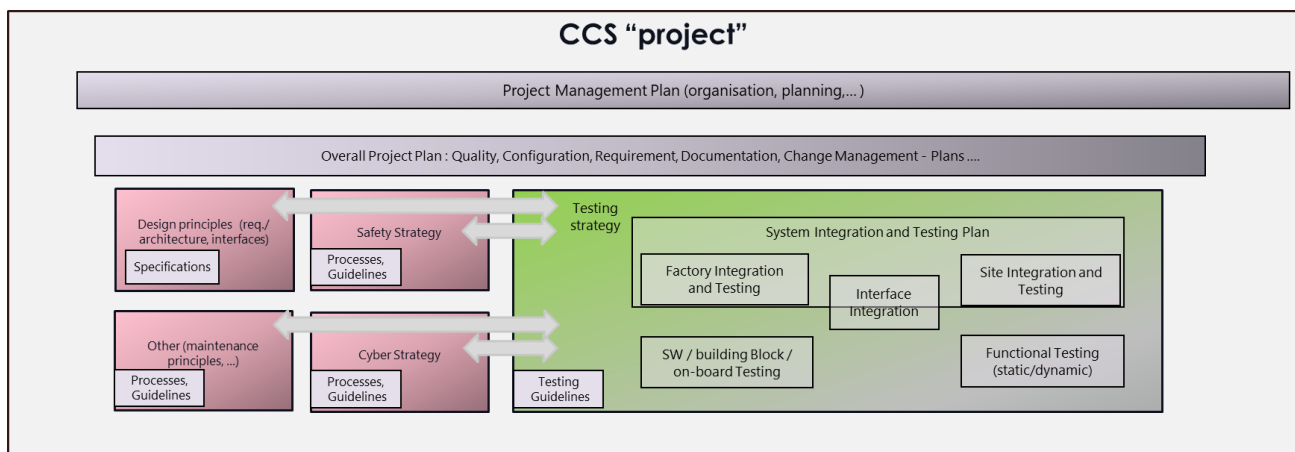 CCS “project”
Project Management Plan (organisation, planning,... )
Overall Project Plan : Quality, Configuration, Requirement, Documentation, Change Management - Plans ....
Design principles (req./
architecture, interfaces)
Specifications
Safety Strategy
Processes,
Guidelines
Testing
strategy
System Integration and Testing Plan
Factory Integration
and Testing
Interface
Integration
Site Integration and
Testing
Other (maintenance
principles, ...)
Processes,
Guidelines
Cyber Strategy
Processes,
Guidelines
SW / building Block /
on-board Testing
Functional Testing
(static/dynamic)
Testing
Guidelines